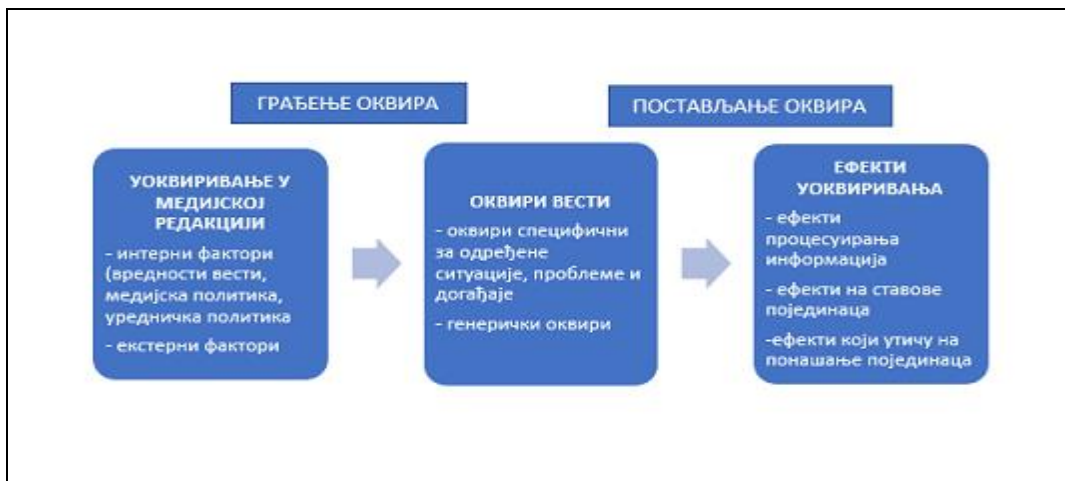 ГРАЂЕЊЕ ОКВИРА
ПОСТАВЉАЊЕ ОКВИРА
УОКВИРИВАЊЕ У
МЕДИЈСКОЈ
РЕДАКЦИЈИ
- интерни фактори
(вредности вести,
медијска политика,
уредничка политика
- екстерни фактори
ОКВИРИ ВЕСТИ
- оквири специфични
за одређене
ситуације, проблеме и
догађаје
- генерички оквири
ЕФЕКТИ
УОКВИРИВАЊА
- ефекти
процесуирања
информација
- ефекти на ставове
појединаца
-ефекти који утичу на
понашање појединаца